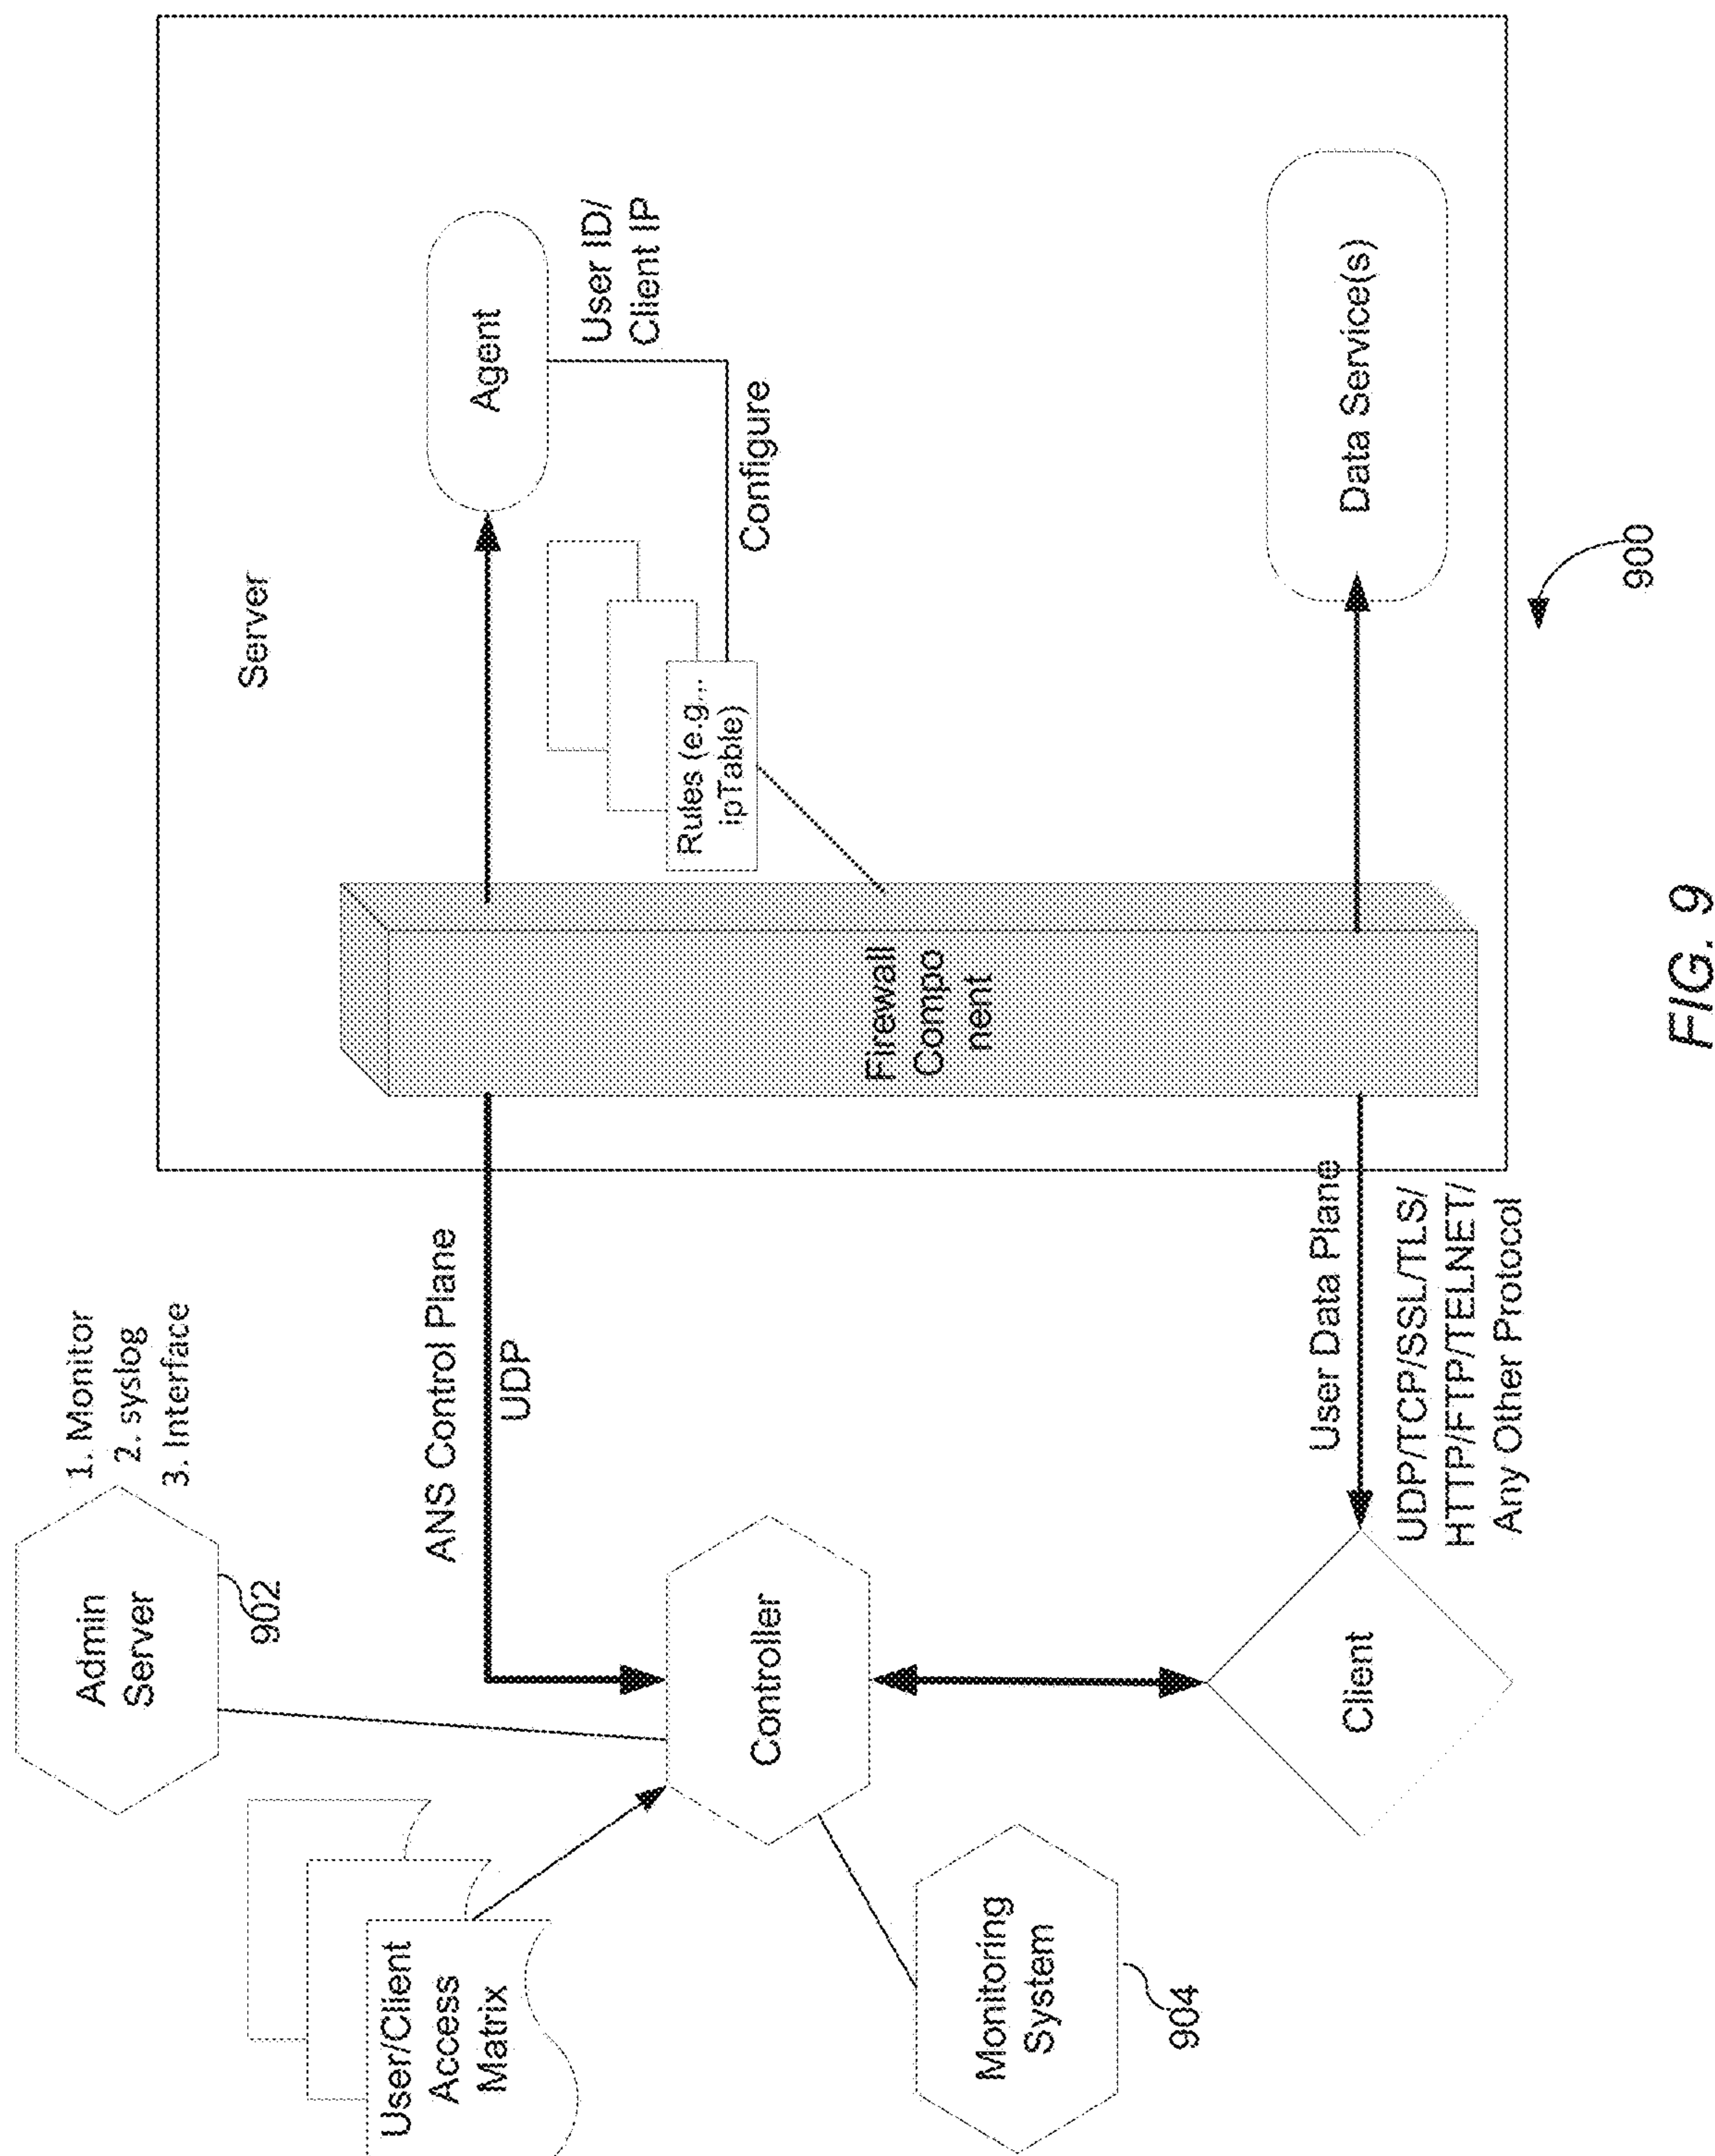 Admin
Server
902
1. Monitor
2. syslog
3. Interface
Server
User/Client
Access
Matrix
ANS Control Plane
UDP
Agent
User ID/
Client IP
Configure
Rules (e.g...
ipTable)
Controller
Firewall
Compo
nent
Monitoring
System
904
Client
User Data Plane
UDP/TCP/SSL/TLS/
HTTP/FTP/TELNET/
Any Other Protocol
Data Service(s)
900
FIG. 9